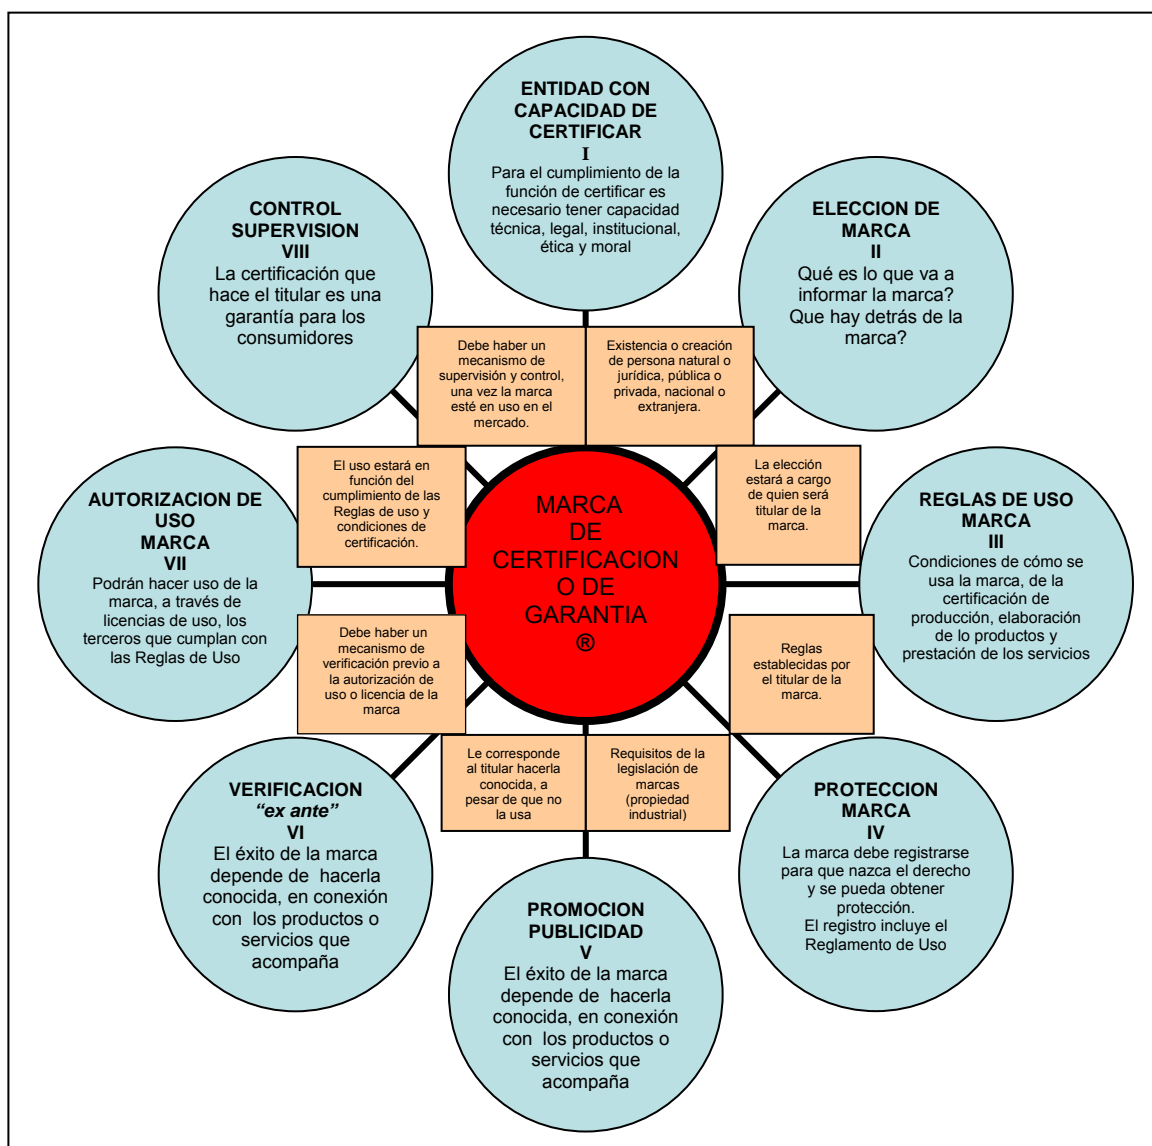 ENTIDAD CON
CAPACIDAD DE
CERTIFICAR
I
Para el cumplimiento de la
función de certificar es
necesario tener capacidad
técnica, legal, institucional,
ética y moral
ELECCION DE
MARCA
II
Qué es lo que va a
informar la marca?
Que hay detrás de la
marca?
REGLAS DE USO
MARCA
III
Condiciones de cómo se
usa la marca, de la
certificación de
producción, elaboración
de lo productos y
prestación de los servicios
PROTECCION
MARCA
IV
La marca debe registrarse
para que nazca el derecho
y se pueda obtener
protección.
El registro incluye el
Reglamento de Uso
PROMOCION
PUBLICIDAD
V
El éxito de la marca
depende de hacerla
conocida, en conexión
con los productos o
servicios que
acompaña
VERIFICACION
“ex ante”
VI
El éxito de la marca
depende de hacerla
conocida, en conexión
con los productos o
servicios que
acompaña
AUTORIZACION DE
USO
MARCA
VII
Podrán hacer uso de la
marca, a través de
licencias de uso, los
terceros que cumplan con
las Reglas de Uso
CONTROL
SUPERVISION
VIII
La certificación que
hace el titular es una
garantía para los
consumidores
Debe haber un
mecanismo de
supervisión y control,
una vez la marca
esté en uso en el
mercado.
Existencia o creación
de persona natural o
jurídica, pública o
privada, nacional o
extranjera.
La elección
estará a cargo
de quien será
titular de la
marca.
Reglas
establecidas por
el titular de la
marca.
Requisitos de la
legislación de
marcas
(propiedad
industrial)
Le corresponde
al titular hacerla
conocida, a
pesar de que no
la usa
Debe haber un
mecanismo de
verificación previo a
la autorización de
uso o licencia de la
marca
El uso estará en
función del
cumplimiento de las
Reglas de uso y
condiciones de
certificación.
MARCA
DE
CERTIFICACION
O DE
GARANTIA
®